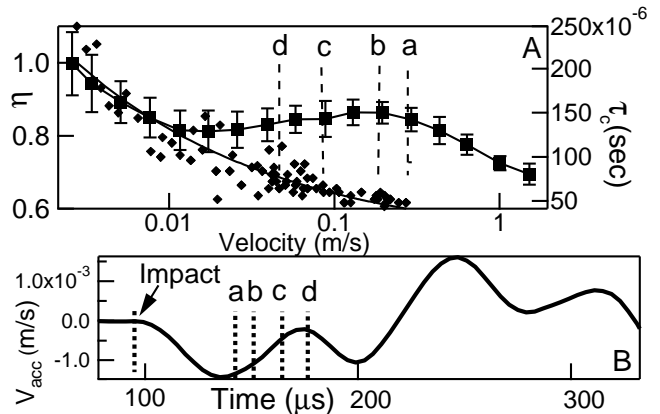 250x10⁻⁶
d c b a A
1.0
200
η
150
τc(sec)
0.8
100
0.6
50
0.01 0.1 1
Velocity (m/s)
B
1.0x10⁻³
Impact
a b c d
0.0
Vacc (m/s)
-1.0
100 200 300
Time (μs)